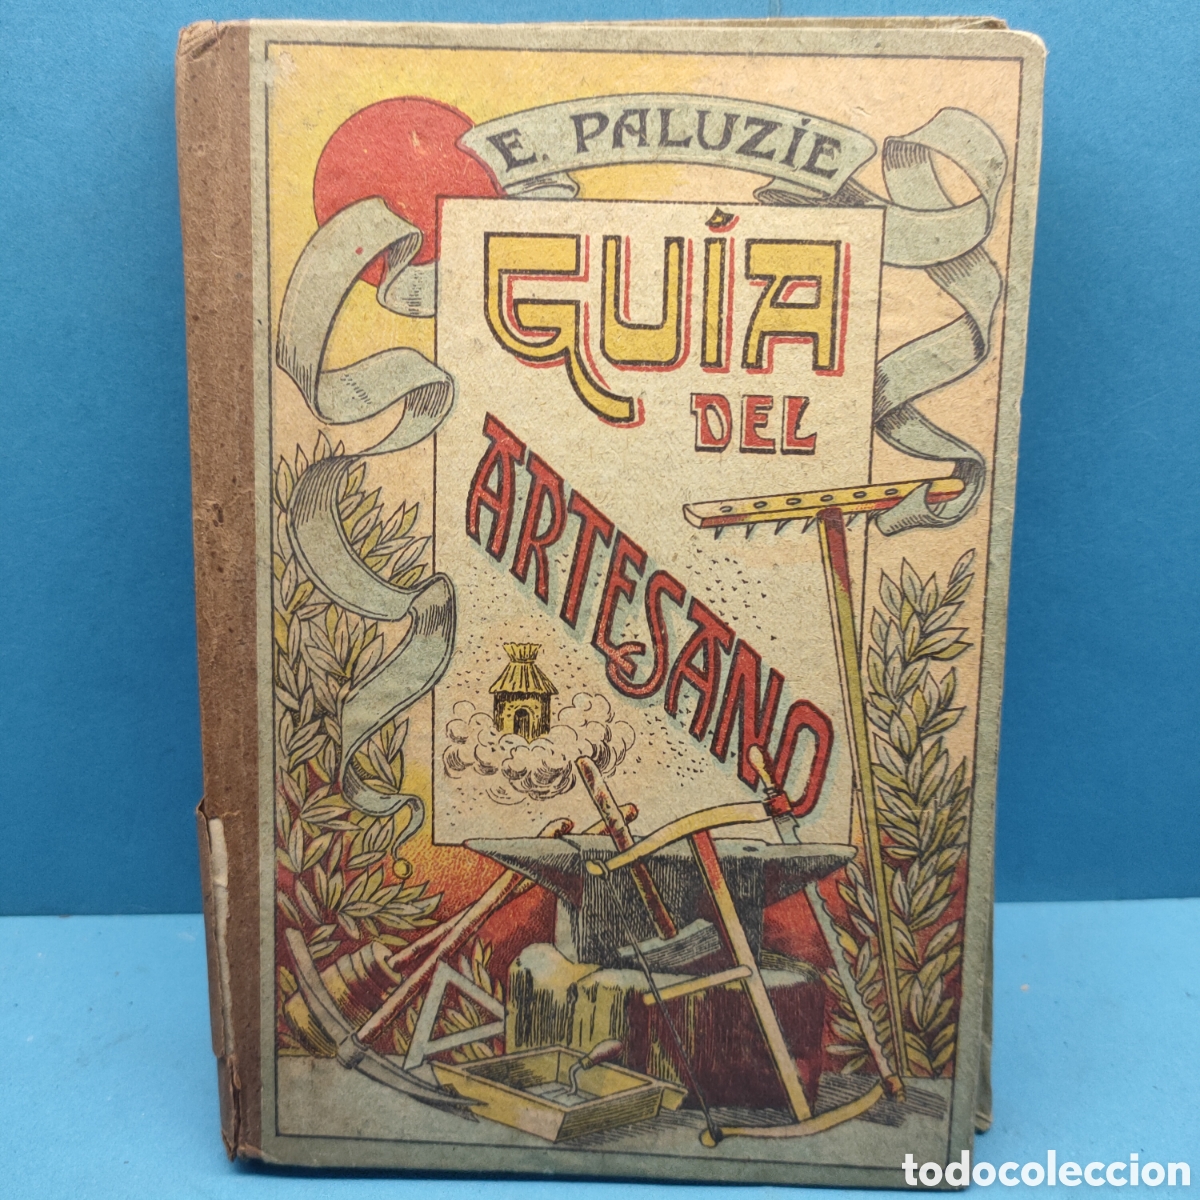 E. PALUZÍE
GUÍA
DEL
ARTESANO
todocoleccion